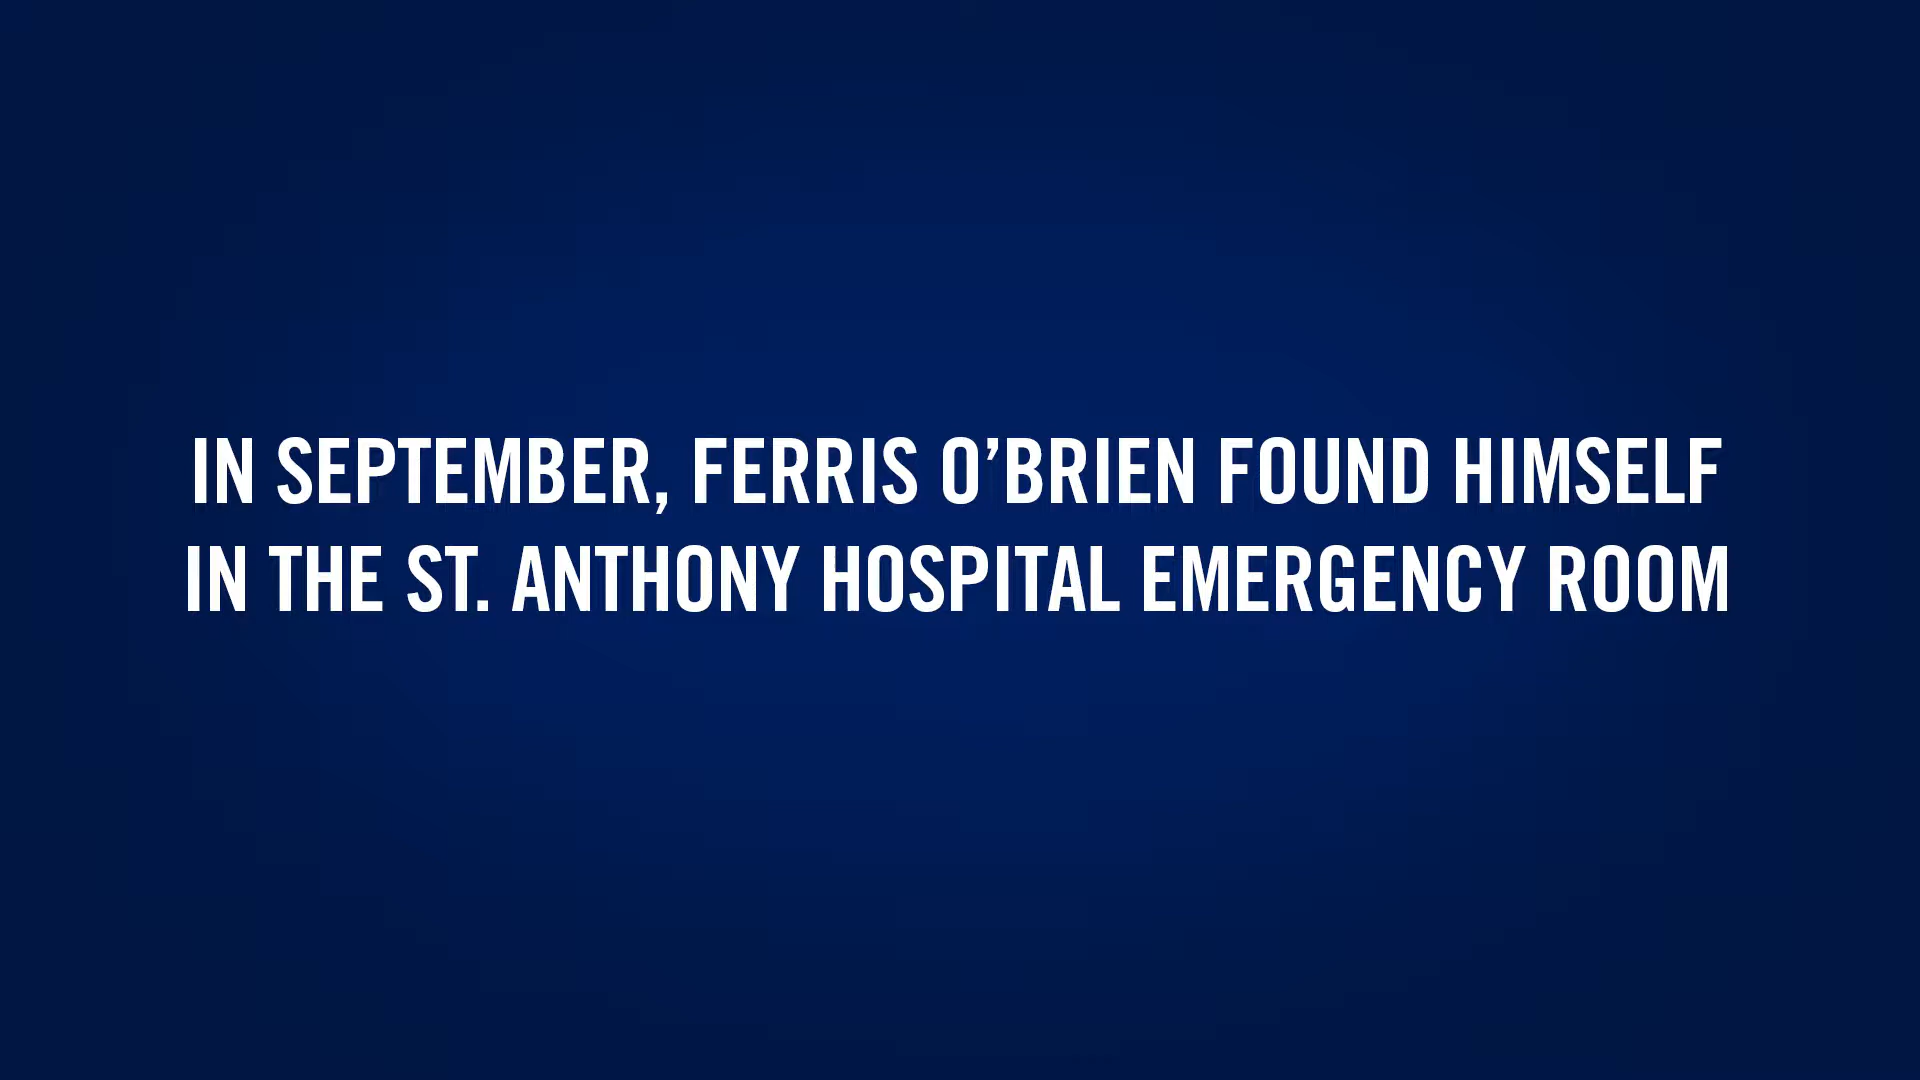 IN SEPTEMBER, FERRIS O’BRIEN FOUND HIMSELF
IN THE ST. ANTHONY HOSPITAL EMERGENCY ROOM